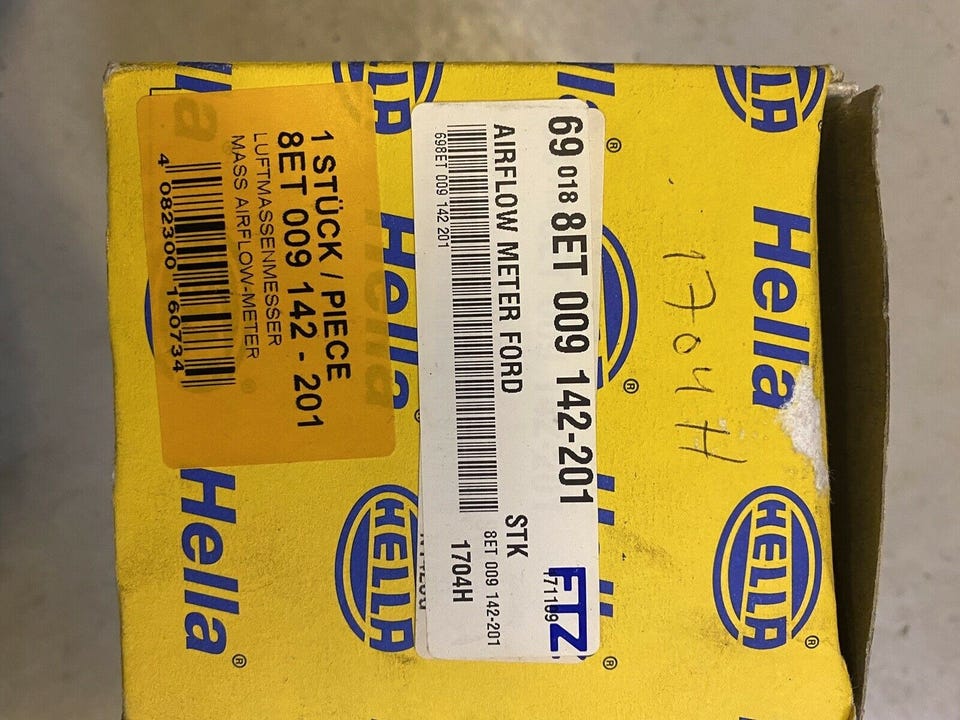 1 STÜCK / PIECE
8ET 009 142 - 201
LUFTMASSENMESSER
MASS AIRFLOW-METER
4 082300 160734
69 018 8ET 009 142-201
AIRFLOW METER FORD
698ET 009 142 201
STK
8ET 009 142-201
1704H
FTZ
1704 H
Hella
Hella®
Hella
HELLA®
HELLA
HELLA®
HELLA®